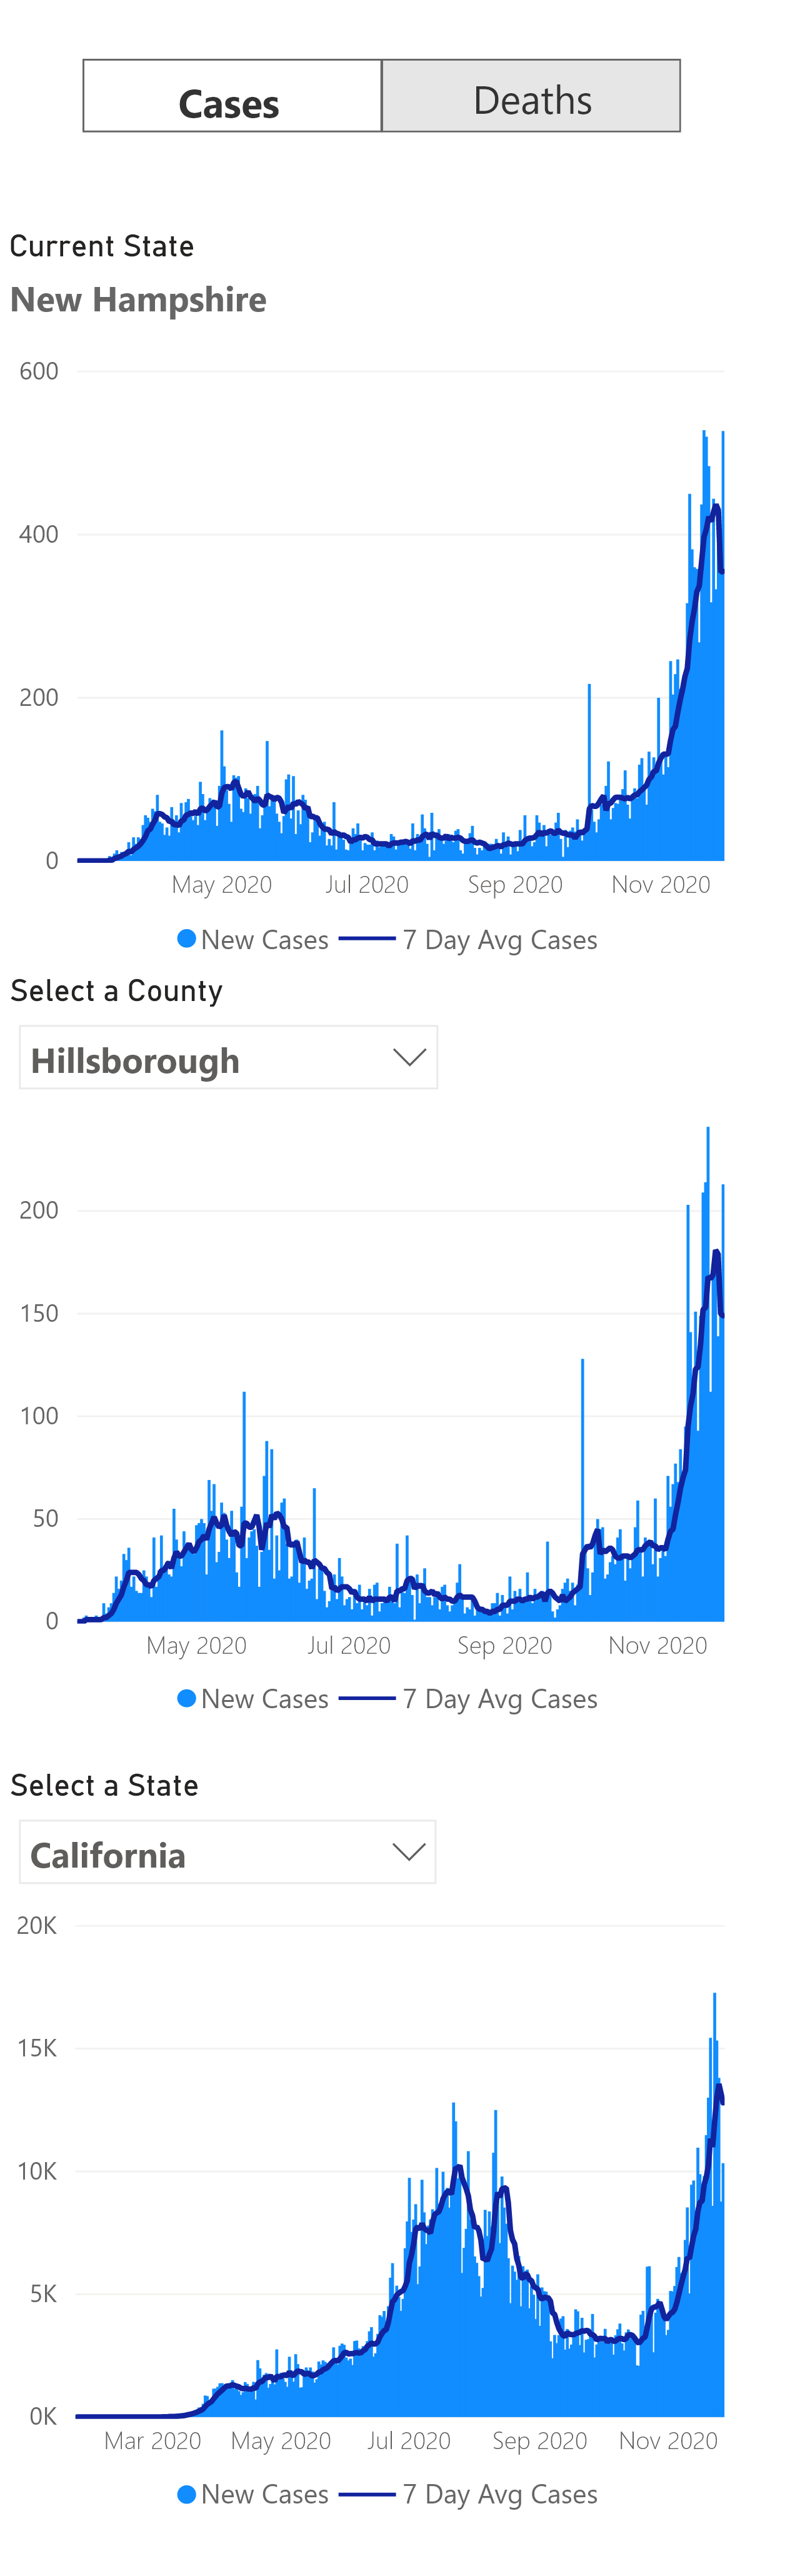 Cases Deaths
Current State
New Hampshire
600
400
200
0
May 2020 Jul 2020 Sep 2020 Nov 2020
New Cases 7 Day Avg Cases
Select a County
Hillsborough
200
150
100
50
0
May 2020 Jul 2020 Sep 2020 Nov 2020
New Cases 7 Day Avg Cases
Select a State
California
20K
15K
10K
5K
0K
Mar 2020 May 2020 Jul 2020 Sep 2020 Nov 2020
New Cases 7 Day Avg Cases